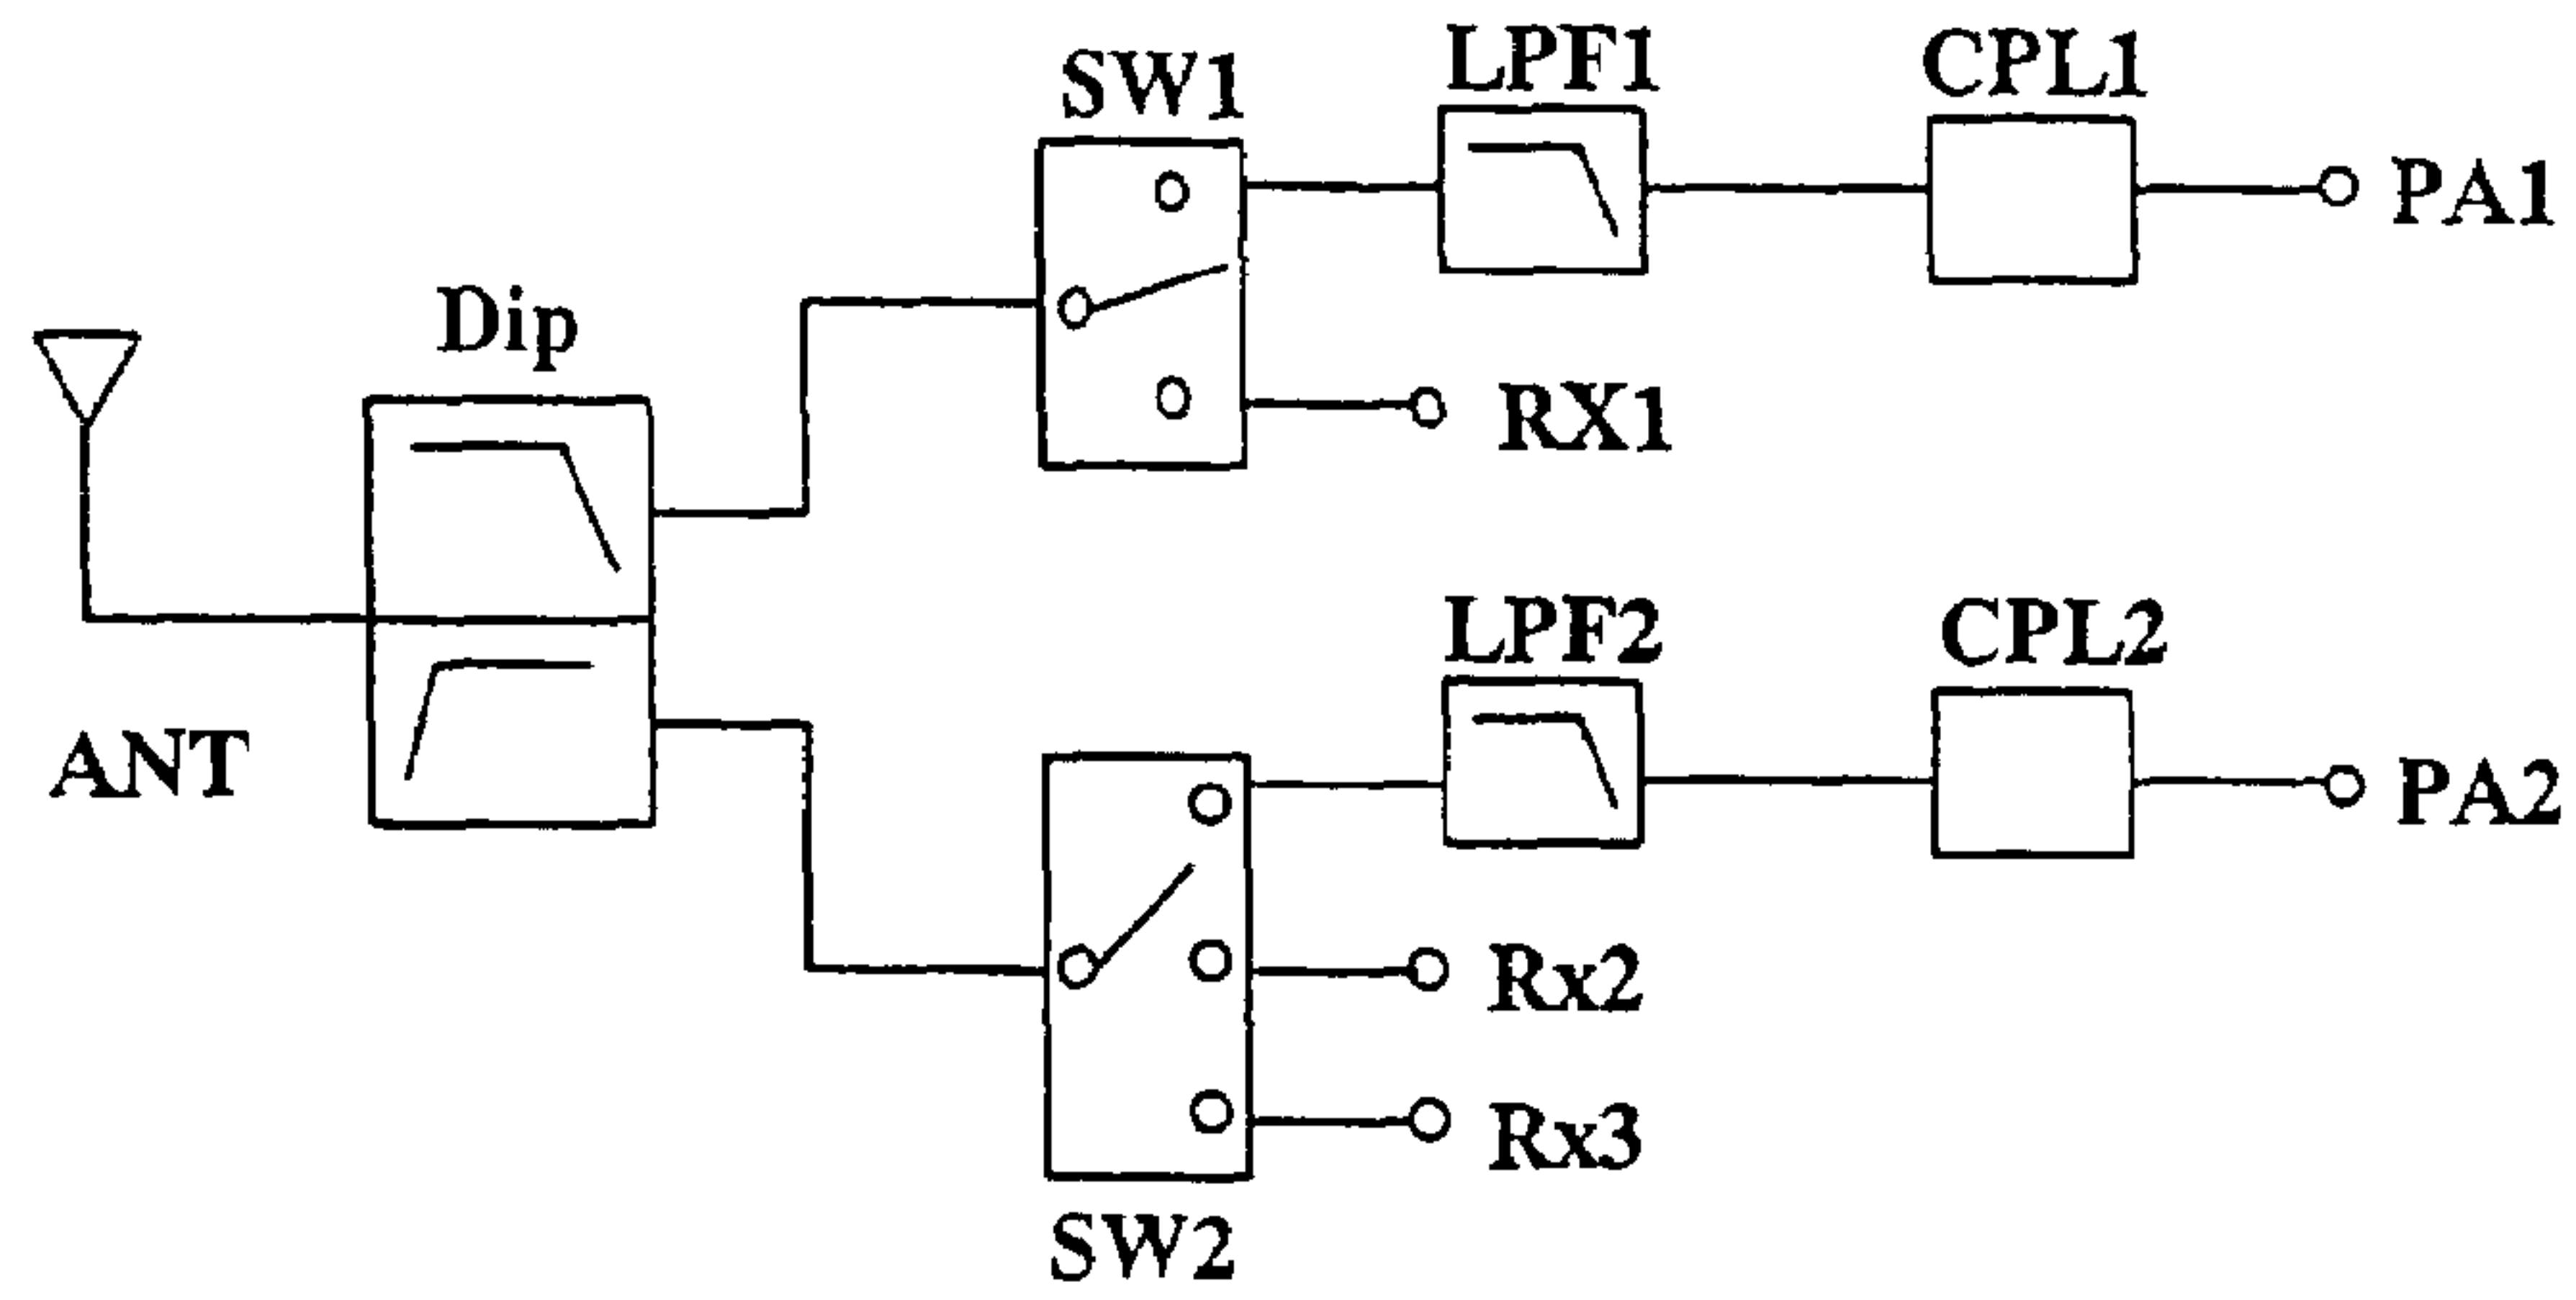 SW1
LPF1
CPL1
PA1
Dip
RX1
ANT
LPF2
CPL2
PA2
Rx2
Rx3
SW2